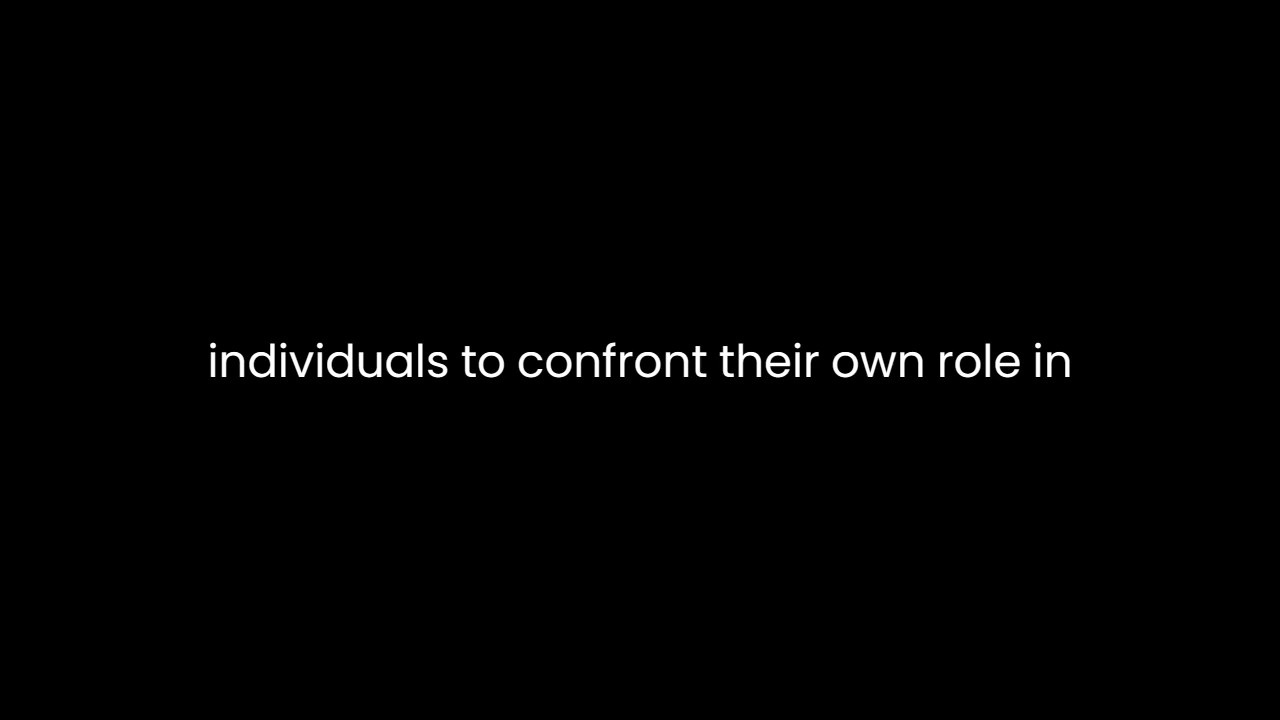 individuals to confront their own role in